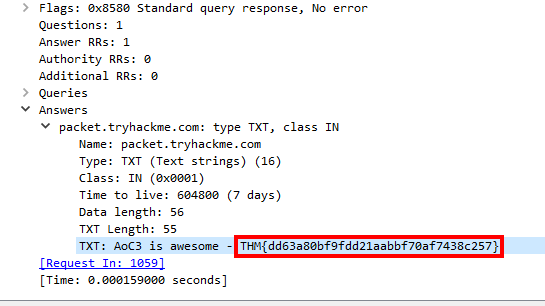 Flags: 0x8580 Standard query response, No error
Questions: 1
Answer RRs: 1
Authority RRs: 0
Additional RRs: 0
Queries
Answers
packet.tryhackme.com: type TXT, class IN
Name: packet.tryhackme.com
Type: TXT (Text strings) (16)
Class: IN (0x0001)
Time to live: 604800 (7 days)
Data length: 56
TXT Length: 55
TXT: AoC3 is awesome - THM{dd63a80bf9fdd21aabbf70af7438c257}
[Request In: 1059]
[Time: 0.000159000 seconds]